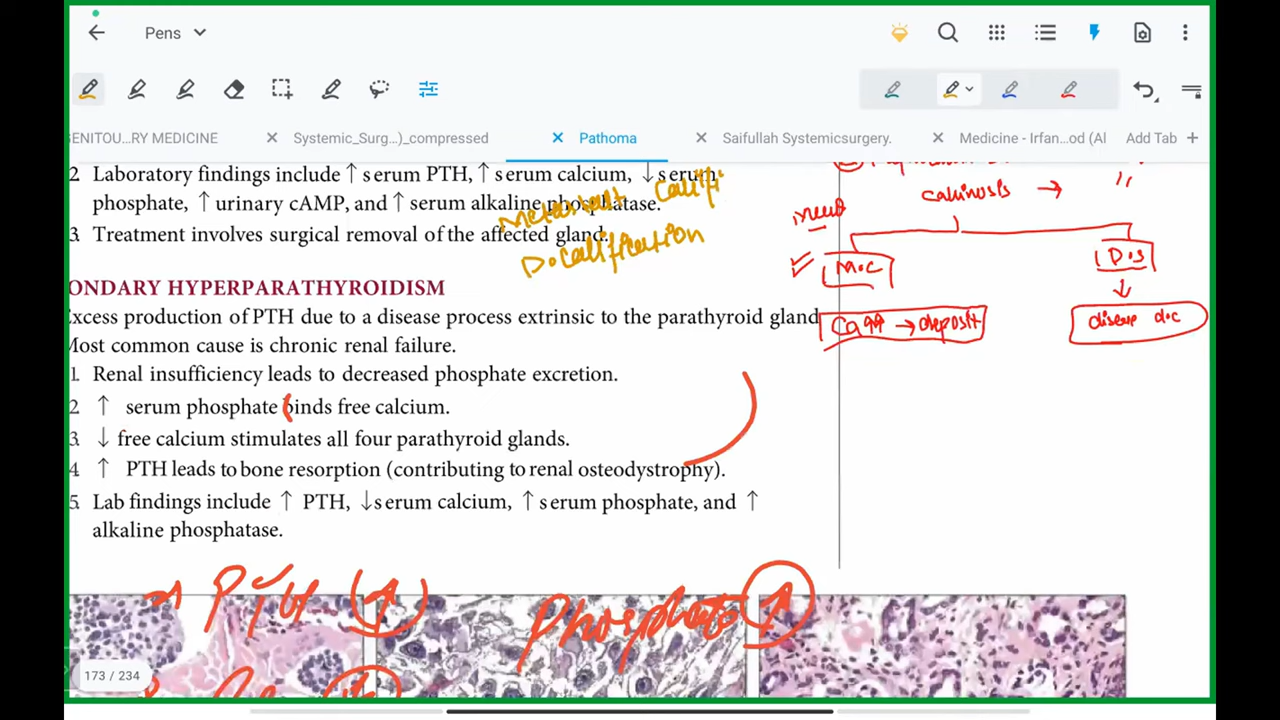 Pens
GENITOU...RY MEDICINE
Systemic_Surg...)_compressed
Pathoma
Saifullah Systemicsurgery.
Medicine - Irfan...od (Al
Add Tab
2. Laboratory findings include ↑ serum PTH, ↑ serum calcium, ↓ serum
phosphate, ↑ urinary cAMP, and ↑ serum alkaline phosphatase.
3. Treatment involves surgical removal of the affected gland.
D.calification
calcinosis →
M.C
D.S
Ca ↑↑ → deposit
ONDARY HYPERPARATHYROIDISM
Excess production of PTH due to a disease process extrinsic to the parathyroid gland
Most common cause is chronic renal failure.
1. Renal insufficiency leads to decreased phosphate excretion.
2 ↑ serum phosphate binds free calcium.
3. ↓ free calcium stimulates all four parathyroid glands.
4 ↑ PTH leads to bone resorption (contributing to renal osteodystrophy).
5. Lab findings include ↑ PTH, ↓ serum calcium, ↑ serum phosphate, and ↑
alkaline phosphatase.
PTH ↑
Phosphate ↑
173 / 234